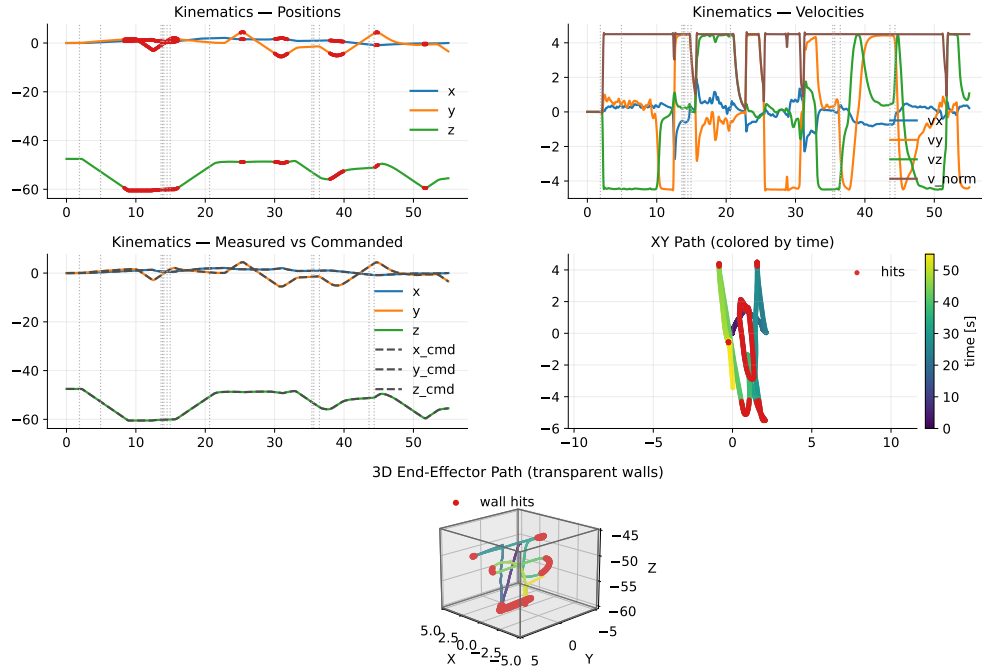 Kinematics — Positions
0
−20
−40
−60
0
10
20
30
40
50
x
y
z
Kinematics — Velocities
4
2
0
−2
−4
0
10
20
30
40
50
vx
vy
vz
v_norm
Kinematics — Measured vs Commanded
0
−20
−40
−60
0
10
20
30
40
50
x
y
z
x_cmd
y_cmd
z_cmd
XY Path (colored by time)
4
2
0
−2
−4
−6
−10
−5
0
5
10
hits
50
40
30
20
10
0
time [s]
3D End-Effector Path (transparent walls)
wall hits
−45
−50
−55
−60
Z
5.0
2.5
0.0
−2.5
−5.0
X
5
0
−5
Y